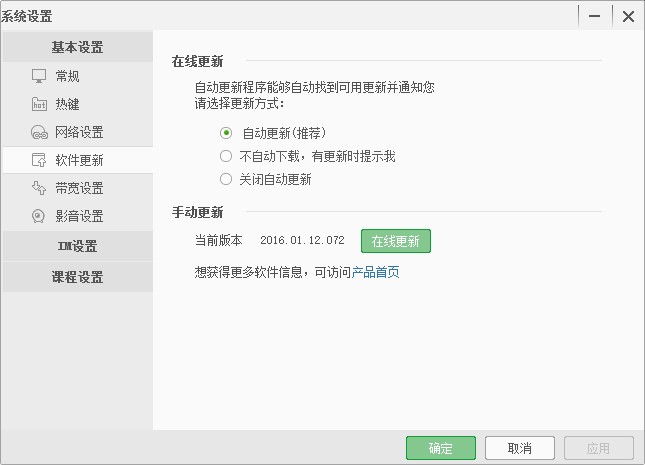 系统设置
基本设置
常规
hot
热键
网络设置
软件更新
带宽设置
影音设置
IM设置
课程设置
在线更新
自动更新程序能够自动找到可用更新并通知您
请选择更新方式：
自动更新(推荐)
不自动下载，有更新时提示我
关闭自动更新
手动更新
当前版本 2016.01.12.072 在线更新
想获得更多软件信息，可访问产品首页
确定 取消 应用